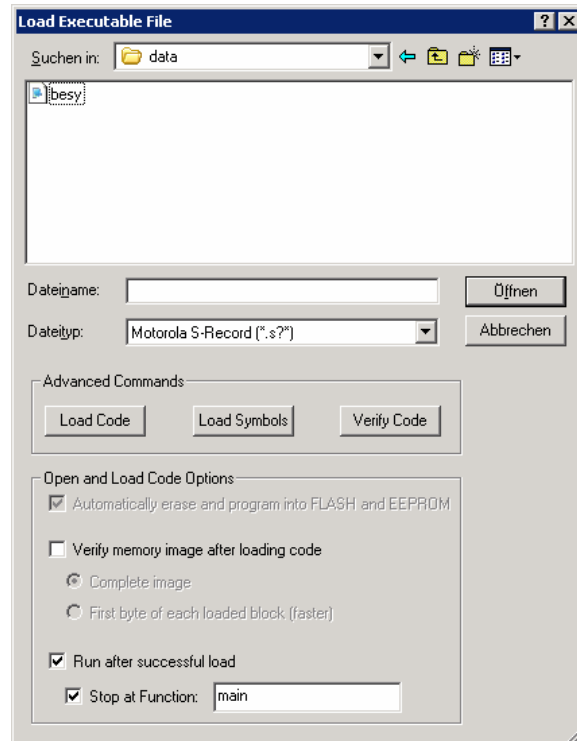 Load Executable File
Suchen in: data
besy
Dateiname: Öffnen
Dateityp: Motorola S-Record (*.s?*) Abbrechen
Advanced Commands
Load Code Load Symbols Verify Code
Open and Load Code Options
Automatically erase and program into FLASH and EEPROM
Verify memory image after loading code
Complete image
First byte of each loaded block (faster)
Run after successful load
Stop at Function: main